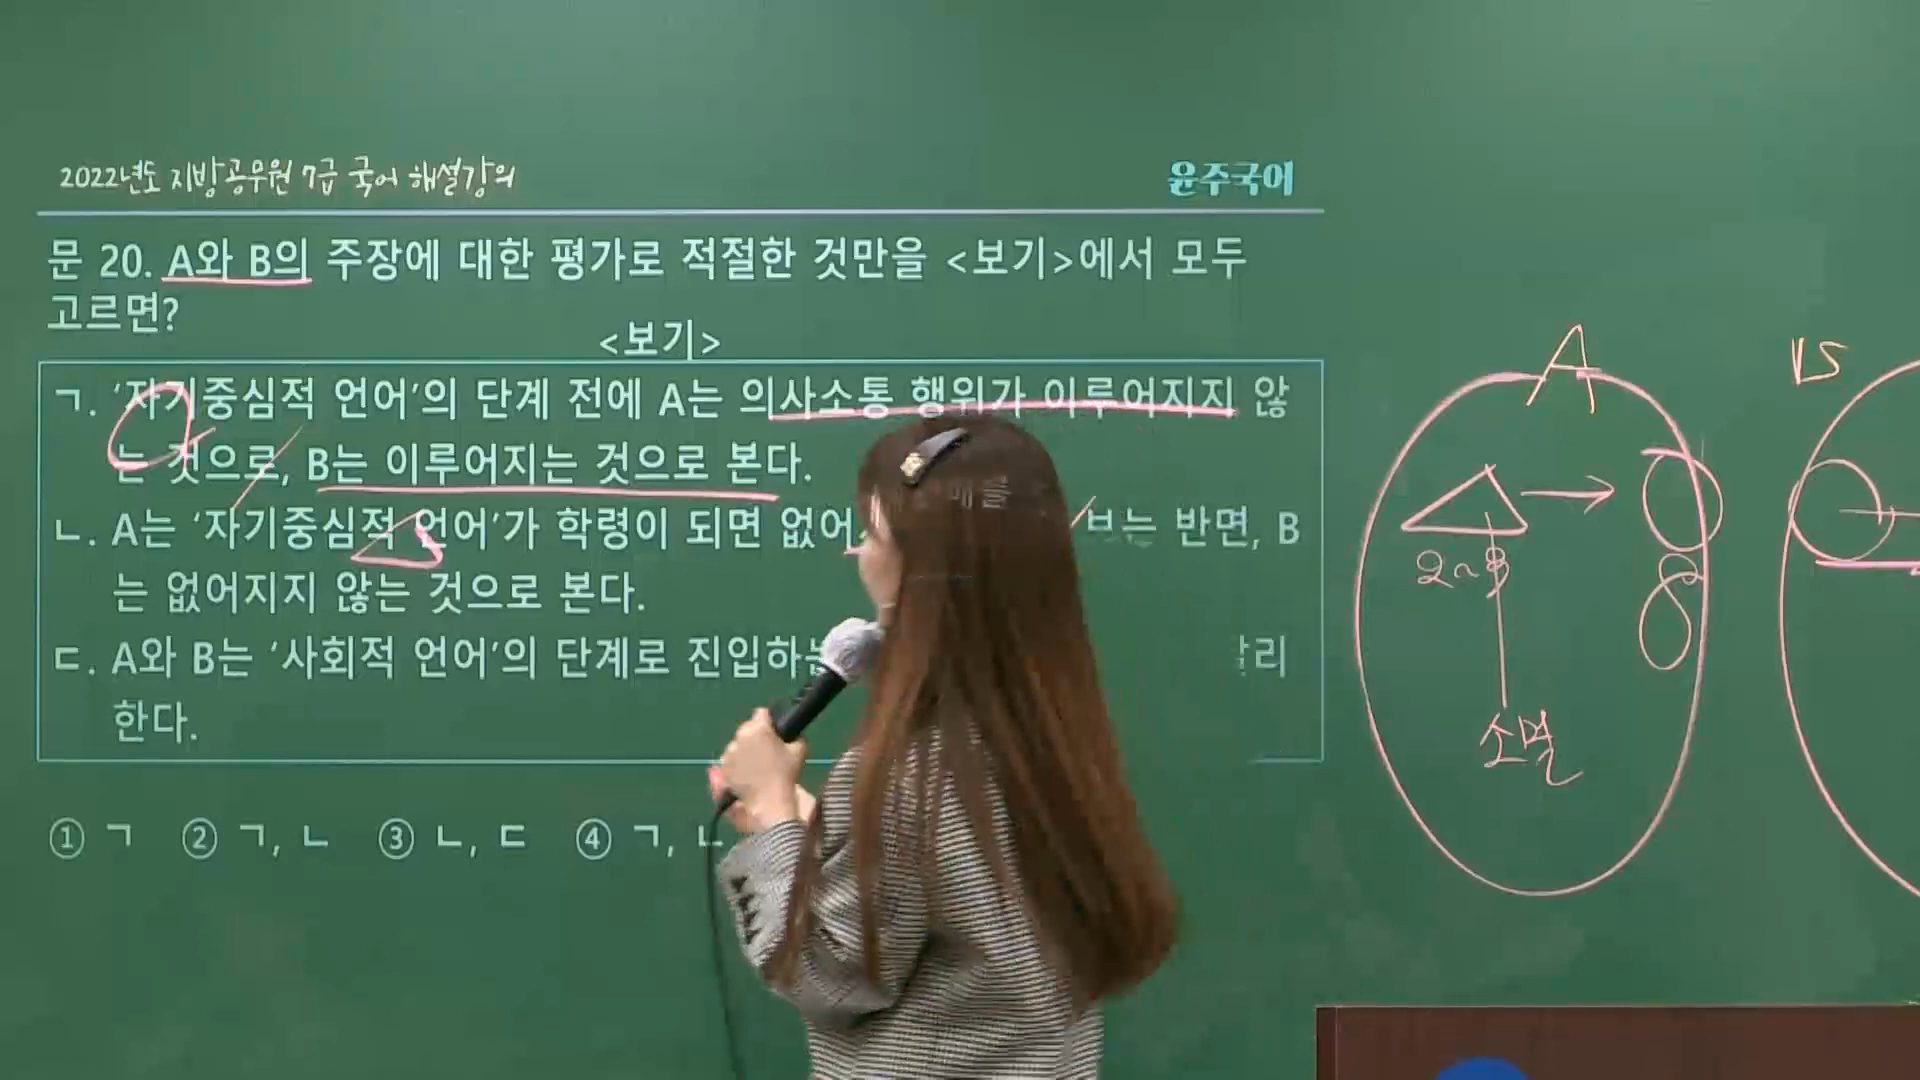 2022년도 지방공무원 7급 국어 해설강의
윤주국어
문 20. A와 B의 주장에 대한 평가로 적절한 것만을 <보기>에서 모두
고르면?
<보기>
ㄱ. '자기중심적 언어'의 단계 전에 A는 의사소통 행위가 이루어지지 않
는 것으로, B는 이루어지는 것으로 본다.
ㄴ. A는 '자기중심적 언어'가 학령이 되면 없어 보는 반면, B
는 없어지지 않는 것으로 본다.
ㄷ. A와 B는 '사회적 언어'의 단계로 진입하는 리
한다.
① ㄱ ② ㄱ, ㄴ ③ ㄴ, ㄷ ④ ㄱ, ㄴ
A
VS
8
소멸